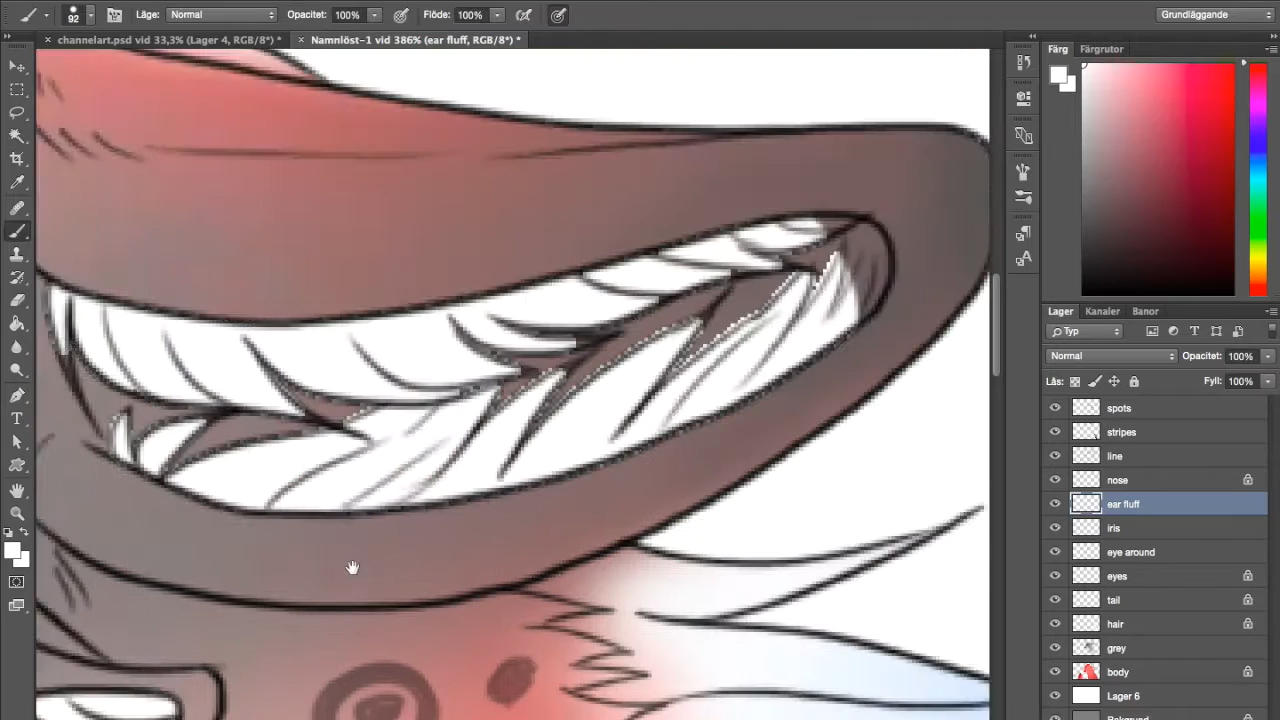 92 Läge: Normal Opacitet: 100% Flöde: 100% Grundläggande
channelart.psd vid 33,3% (Lager 4, RGB/8*) * Namnlöst-1 vid 386% (ear fluff, RGB/8*) *
Färg Färgrutor
Lager Kanaler Banor
Typ
Normal Opacitet: 100%
Lås: Fyll: 100%
spots
stripes
line
nose
ear fluff
iris
eye around
eyes
tail
hair
grey
body
Lager 6
Bakgrund